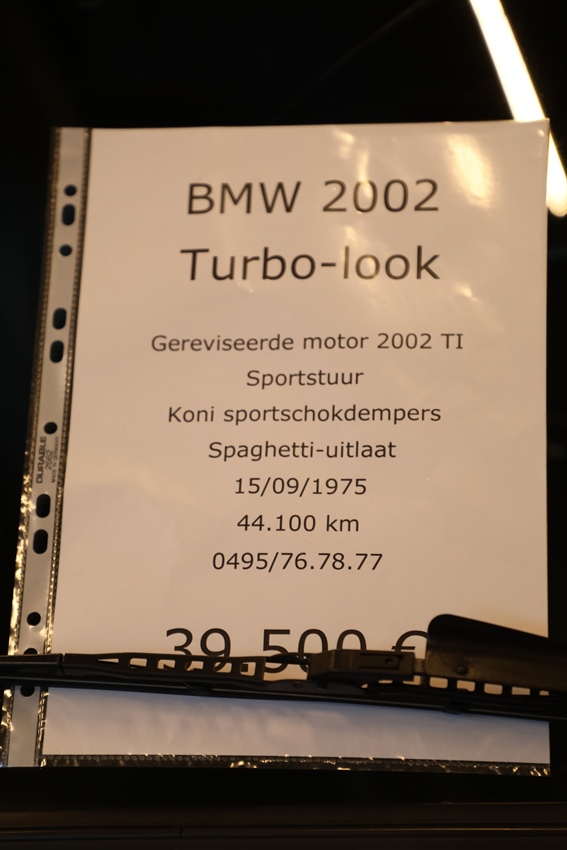 BMW 2002
Turbo-look
Gereviseerde motor 2002 TI
Sportstuur
Koni sportschokdempers
Spaghetti-uitlaat
15/09/1975
44.100 km
0495/76.78.77
39.500 €
DURABLE